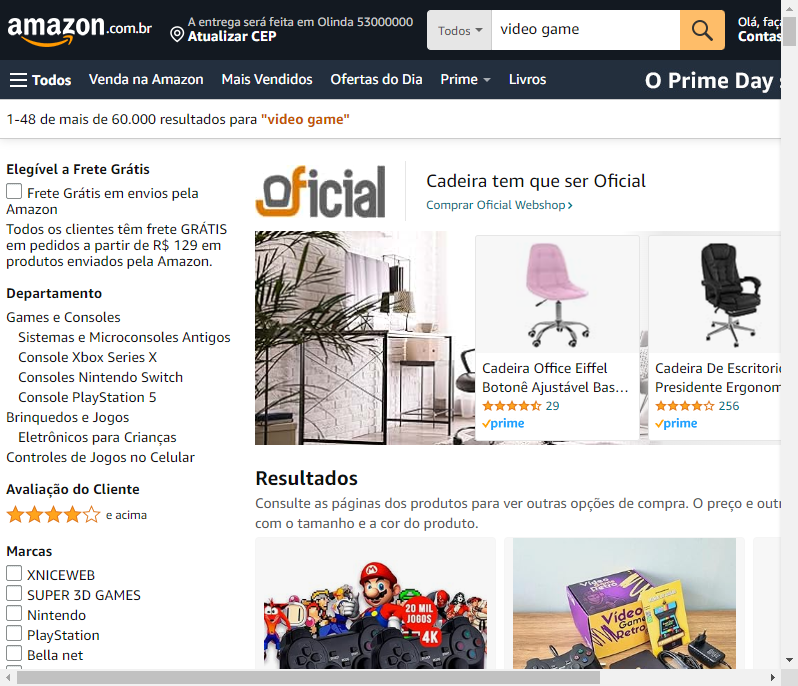 amazon.com.br
A entrega será feita em Olinda 53000000
Atualizar CEP
Todos
video game
Olá, faça
Contas
Todos
Venda na Amazon
Mais Vendidos
Ofertas do Dia
Prime
Livros
O Prime Day
1-48 de mais de 60.000 resultados para "video game"
Elegível a Frete Grátis
Frete Grátis em envios pela
Amazon
Todos os clientes têm frete GRÁTIS
em pedidos a partir de R$ 129 em
produtos enviados pela Amazon.
Departamento
Games e Consoles
Sistemas e Microconsoles Antigos
Console Xbox Series X
Consoles Nintendo Switch
Console PlayStation 5
Brinquedos e Jogos
Eletrônicos para Crianças
Controles de Jogos no Celular
Avaliação do Cliente
e acima
Marcas
XNICEWEB
SUPER 3D GAMES
Nintendo
PlayStation
Bella net
oficial
Cadeira tem que ser Oficial
Comprar Oficial Webshop
Cadeira Office Eiffel
Botonê Ajustável Bas...
29
prime
Cadeira De Escritorio
Presidente Ergonom
256
prime
Resultados
Consulte as páginas dos produtos para ver outras opções de compra. O preço e outr
com o tamanho e a cor do produto.
20 MIL
JOGOS
4K
Video
Game
Retro